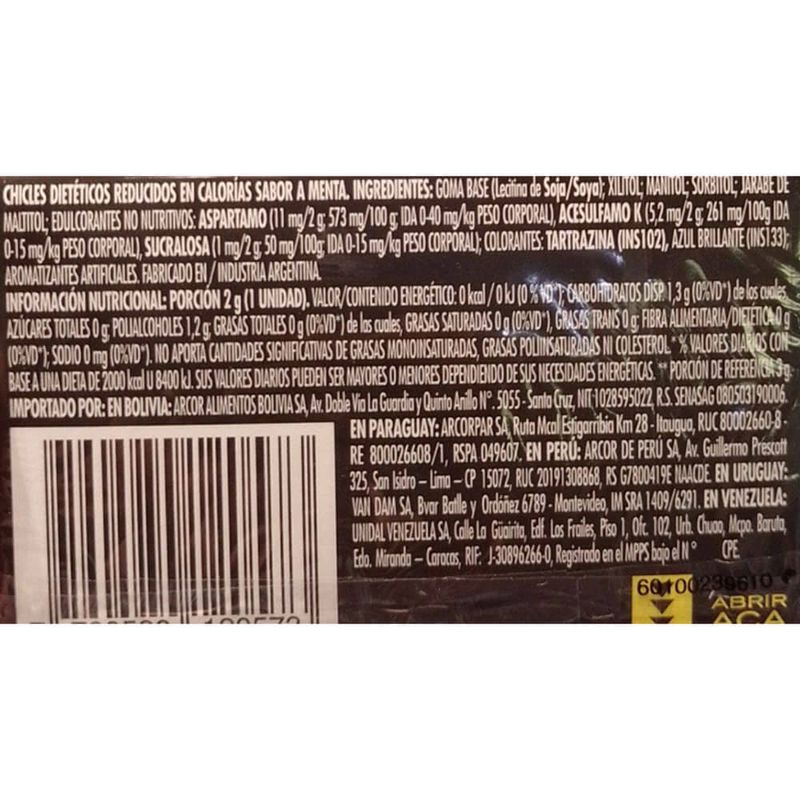 CHICLES DIETÉTICOS REDUCIDOS EN CALORÍAS SABOR A MENTA. INGREDIENTES: GOMA BASE (Lecitina de Soja/Soya); XILITOL; MANITOL; SORBITOL; JARABE DE
MALTITOL; EDULCORANTES NO NUTRITIVOS: ASPARTAMO (11 mg/2 g; 573 mg/100 g; IDA 0-40 mg/kg PESO CORPORAL), ACESULFAMO K (5,2 mg/2 g; 261 mg/100g IDA
0-15 mg/kg PESO CORPORAL), SUCRALOSA (1 mg/2 g; 50 mg/100g; IDA 0-15 mg/kg PESO CORPORAL); COLORANTES: TARTRAZINA (INS102), AZUL BRILLANTE (INS133);
AROMATIZANTES ARTIFICIALES. FABRICADO EN / INDUSTRIA ARGENTINA.
INFORMACIÓN NUTRICIONAL: PORCIÓN 2 g (1 UNIDAD). VALOR/CONTENIDO ENERGÉTICO: 0 kcal / 0 kJ (0 %VD*); CARBOHIDRATOS DISP 1,3 g (0%VD*) de los cuales
AZÚCARES TOTALES 0 g; POLIALCOHOLES 1,2 g; GRASAS TOTALES 0 g (0%VD*) de las cuales, GRASAS SATURADAS 0 g (0%VD*), GRASAS TRANS 0 g; FIBRA ALIMENTARIA/DIETÉTICA 0 g
(0%VD*); SODIO 0 mg (0%VD*). NO APORTA CANTIDADES SIGNIFICATIVAS DE GRASAS MONOINSATURADAS, GRASAS POLIINSATURADAS NI COLESTEROL. * % VALORES DIARIOS CON
BASE A UNA DIETA DE 2000 kcal U 8400 kJ. SUS VALORES DIARIOS PUEDEN SER MAYORES O MENORES DEPENDIENDO DE SUS NECESIDADES ENERGÉTICAS. ** PORCIÓN DE REFERENCIA 3 g.
IMPORTADO POR: EN BOLIVIA: ARCOR ALIMENTOS BOLIVIA SA, Av. Doble Vía La Guardia y Quinto Anillo N°. 5055 - Santa Cruz, NIT 1028595022, R.S. SENASAG 080503190006.
EN PARAGUAY: ARCORPAR SA, Ruta Mcal Estigarribia Km 28 - Itaugua, RUC 80002660-8 -
RE 800026608/1, RSPA 049607. EN PERÚ: ARCOR DE PERÚ SA, Av. Guillermo Prescott
325, San Isidro – Lima – CP 15072, RUC 20191308868, RS G7800419E NAACDE. EN URUGUAY:
VAN DAM SA, Bvar Batlle y Ordóñez 6789 - Montevideo, IM SRA 1409/6291. EN VENEZUELA:
UNIDAL VENEZUELA SA, Calle La Güairita, Edf. Los Frailes, Piso 1, Ofc. 102, Urb. Chuao, Mcpo. Baruta,
Edo. Miranda – Caracas, RIF: J-30896266-0, Registrado en el MPPS bajo el N° CPE.
60100239610
ABRIR
ACA